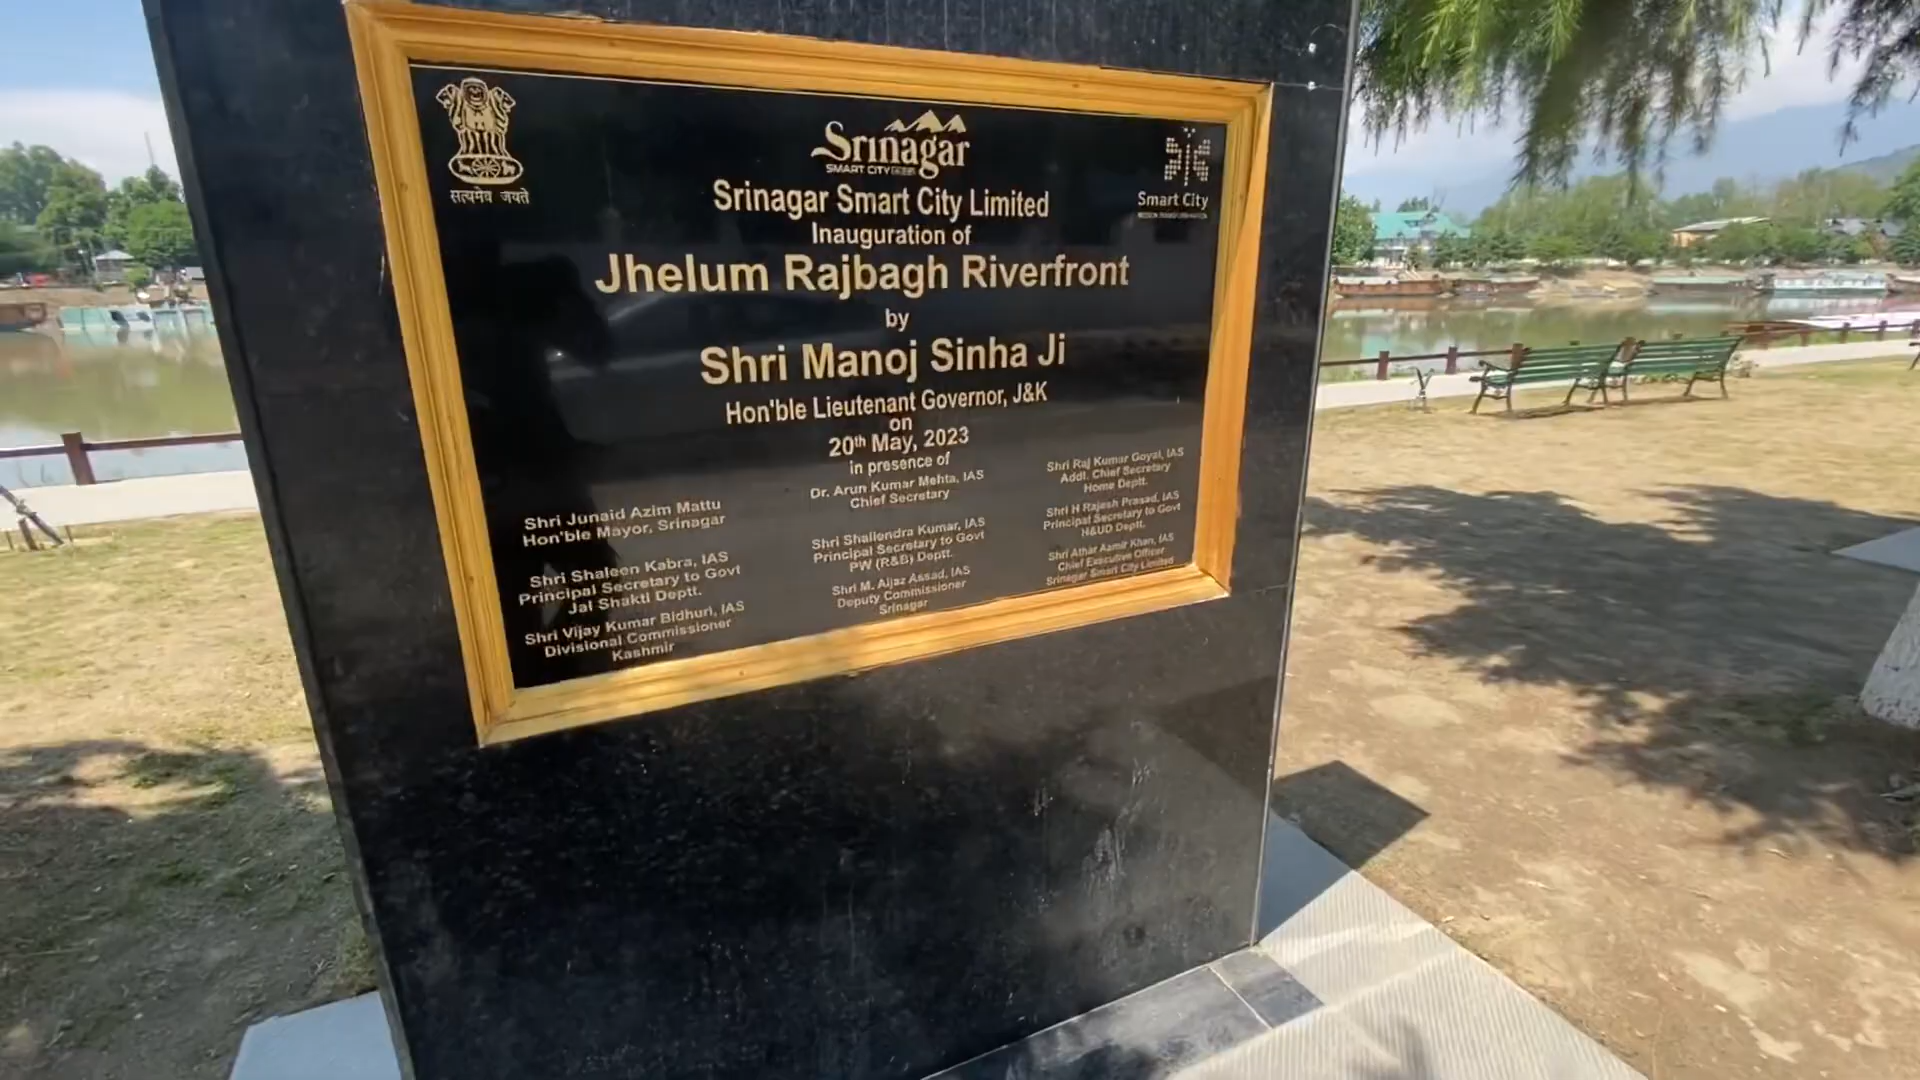 सत्यमेव जयते
Srinagar
SMART CITY
Smart City
Srinagar Smart City Limited
Inauguration of
Jhelum Rajbagh Riverfront
by
Shri Manoj Sinha Ji
Hon'ble Lieutenant Governor, J&K
on
20th May, 2023
in presence of
Shri Junaid Azim Mattu
Hon'ble Mayor, Srinagar
Shri Shaleen Kabra, IAS
Principal Secretary to Govt
Jal Shakti Deptt.
Shri Vijay Kumar Bidhuri, IAS
Divisional Commissioner
Kashmir
Dr. Arun Kumar Mehta, IAS
Chief Secretary
Shri Shailendra Kumar, IAS
Principal Secretary to Govt
PW (R&B) Deptt.
Shri M. Aijaz Assad, IAS
Deputy Commissioner
Srinagar
Shri Raj Kumar Goyal, IAS
Addl. Chief Secretary
Home Deptt.
Shri H Rajesh Prasad, IAS
Principal Secretary to Govt
H&UD Deptt.
Shri Athar Aamir Khan, IAS
Chief Executive Officer
Srinagar Smart City Limited